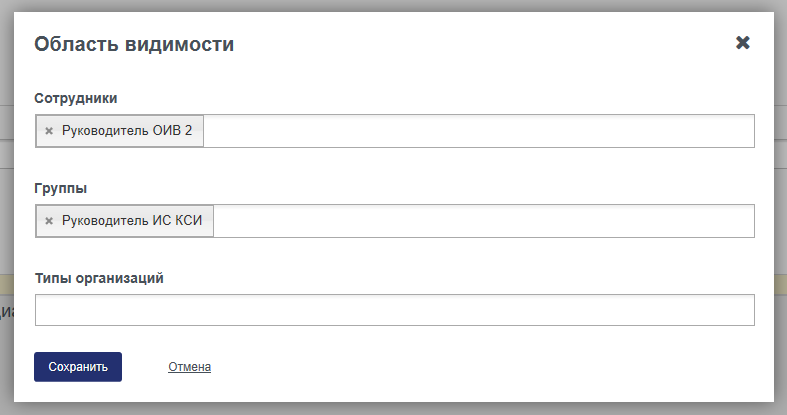 Область видимости
Сотрудники
Руководитель ОИВ 2
Группы
Руководитель ИС КСИ
Типы организаций
Сохранить Отмена